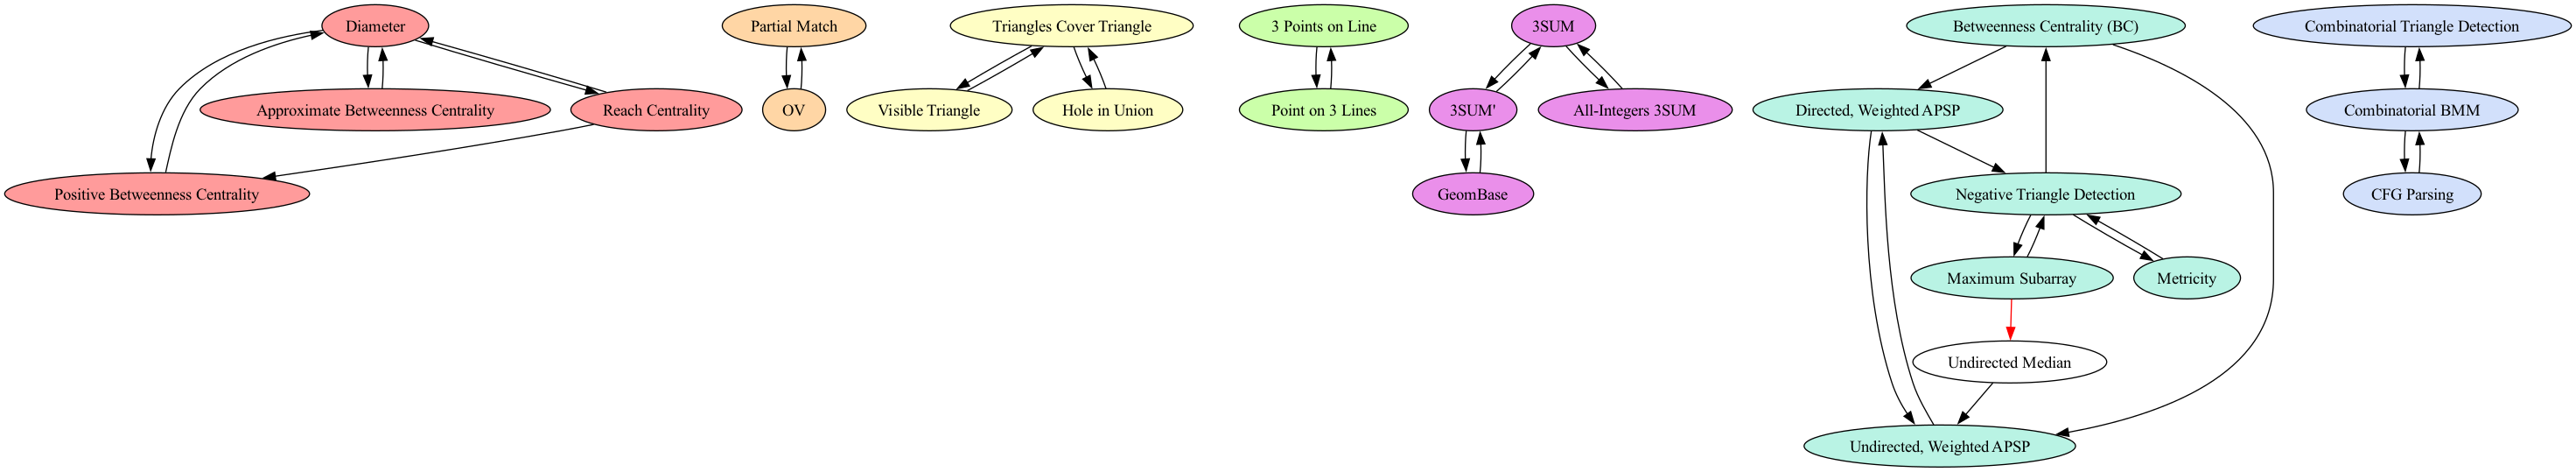 Diameter
Partial Match
Triangles Cover Triangle
3 Points on Line
3SUM
Betweenness Centrality (BC)
Combinatorial Triangle Detection
Approximate Betweenness Centrality
Reach Centrality
OV
Visible Triangle
Hole in Union
Point on 3 Lines
3SUM'
All-Integers 3SUM
Directed, Weighted APSP
Combinatorial BMM
Positive Betweenness Centrality
GeomBase
Negative Triangle Detection
CFG Parsing
Maximum Subarray
Metricity
Undirected Median
Undirected, Weighted APSP